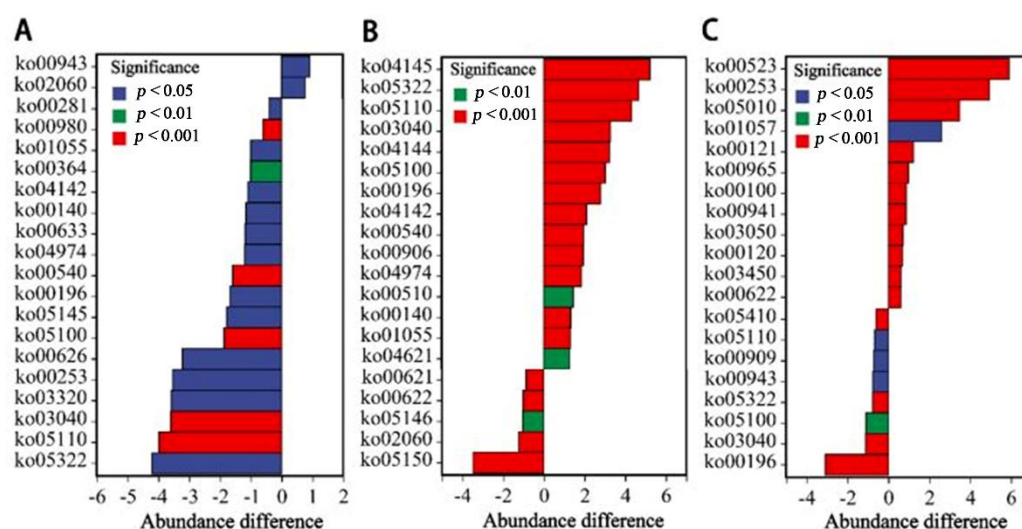 A
Significance
p < 0.05
p < 0.01
p < 0.001
ko00943
ko02060
ko00281
ko00980
ko01055
ko00364
ko04142
ko00140
ko00633
ko04974
ko00540
ko00196
ko05145
ko05100
ko00626
ko00253
ko03320
ko03040
ko05110
ko05322
-6 -5 -4 -3 -2 -1 0 1 2
Abundance difference
B
Significance
p < 0.01
p < 0.001
ko04145
ko05322
ko05110
ko03040
ko04144
ko05100
ko00196
ko04142
ko00540
ko00906
ko04974
ko00510
ko00140
ko01055
ko04621
ko00621
ko00622
ko05146
ko02060
ko05150
-4 -2 0 2 4 6
Abundance difference
C
Significance
p < 0.05
p < 0.01
p < 0.001
ko00523
ko00253
ko05010
ko01057
ko00121
ko00965
ko00100
ko00941
ko03050
ko00120
ko03450
ko00622
ko05410
ko05110
ko00909
ko00943
ko05322
ko05100
ko03040
ko00196
-4 -2 0 2 4 6
Abundance difference